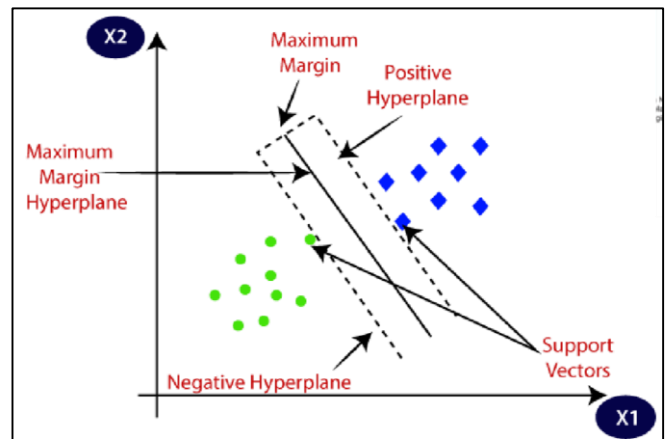 X2
Maximum
Margin
Positive
Hyperplane
Maximum
Margin
Hyperplane
Support
Vectors
Negative Hyperplane
X1